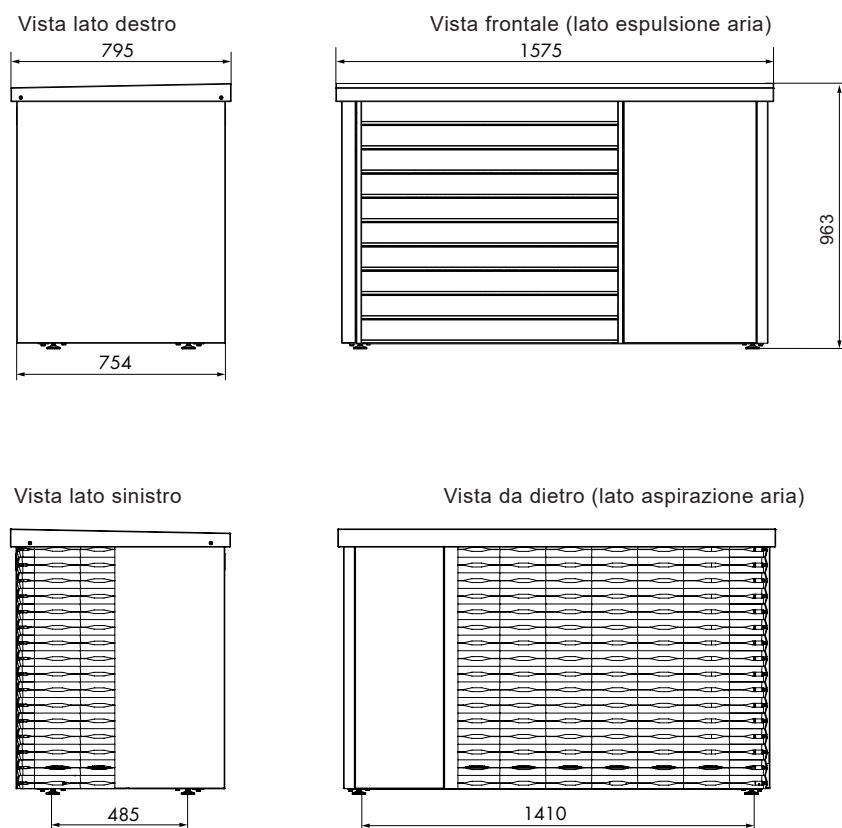 Vista lato destro
795
754
Vista frontale (lato espulsione aria)
1575
963
Vista lato sinistro
485
Vista da dietro (lato aspirazione aria)
1410